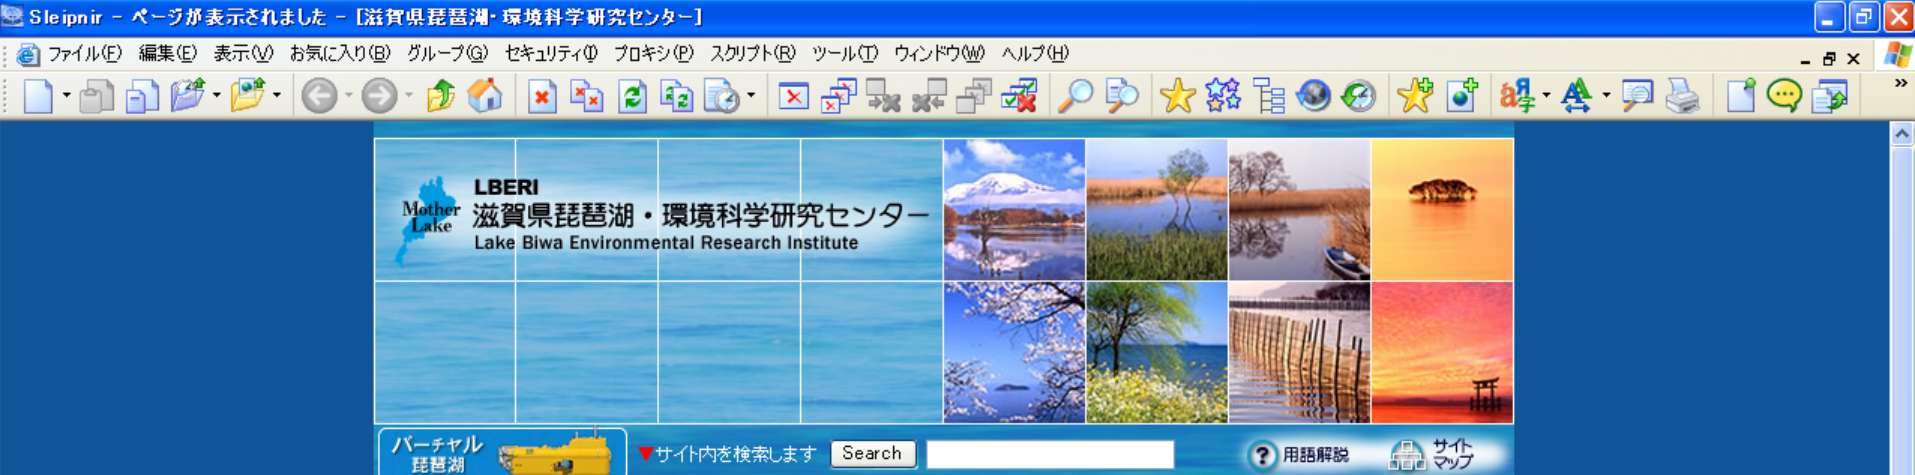 Sleipnir - ページが表示されました - [滋賀県琵琶湖・環境科学研究センター]
ファイル(F) 編集(E) 表示(V) お気に入り(B) グループ(G) セキュリティ(I) プロキシ(P) スクリプト(R) ツール(T) ウィンドウ(W) ヘルプ(H)
LBERI
Mother Lake
滋賀県琵琶湖・環境科学研究センター
Lake Biwa Environmental Research Institute
バーチャル
琵琶湖
▼サイト内を検索します Search
? 用語解説
サイト
マップ